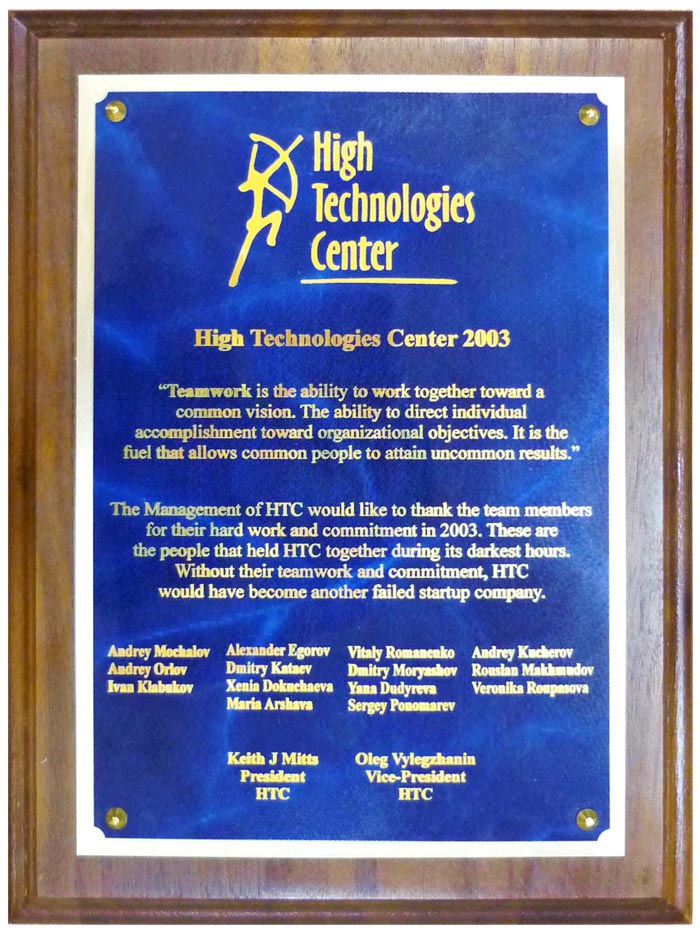 High
Technologies
Center
High Technologies Center 2003
“Teamwork is the ability to work together toward a
common vision. The ability to direct individual
accomplishment toward organizational objectives. It is the
fuel that allows common people to attain uncommon results.”
The Management of HTC would like to thank the team members
for their hard work and commitment in 2003. These are
the people that held HTC together during its darkest hours.
Without their teamwork and commitment, HTC
would have become another failed startup company.
Andrey Mochalov
Andrey Orlov
Ivan Klabukov
Alexander Egorov
Dmitry Kataev
Xenia Dokuchaeva
Maria Arshava
Vitaly Romanenko
Dmitry Moryashov
Yana Dudyreva
Sergey Ponomarev
Andrey Kucherov
Rouslan Makhmudov
Veronika Roupasova
Keith J Mitts
President
HTC
Oleg Vylegzhanin
Vice-President
HTC